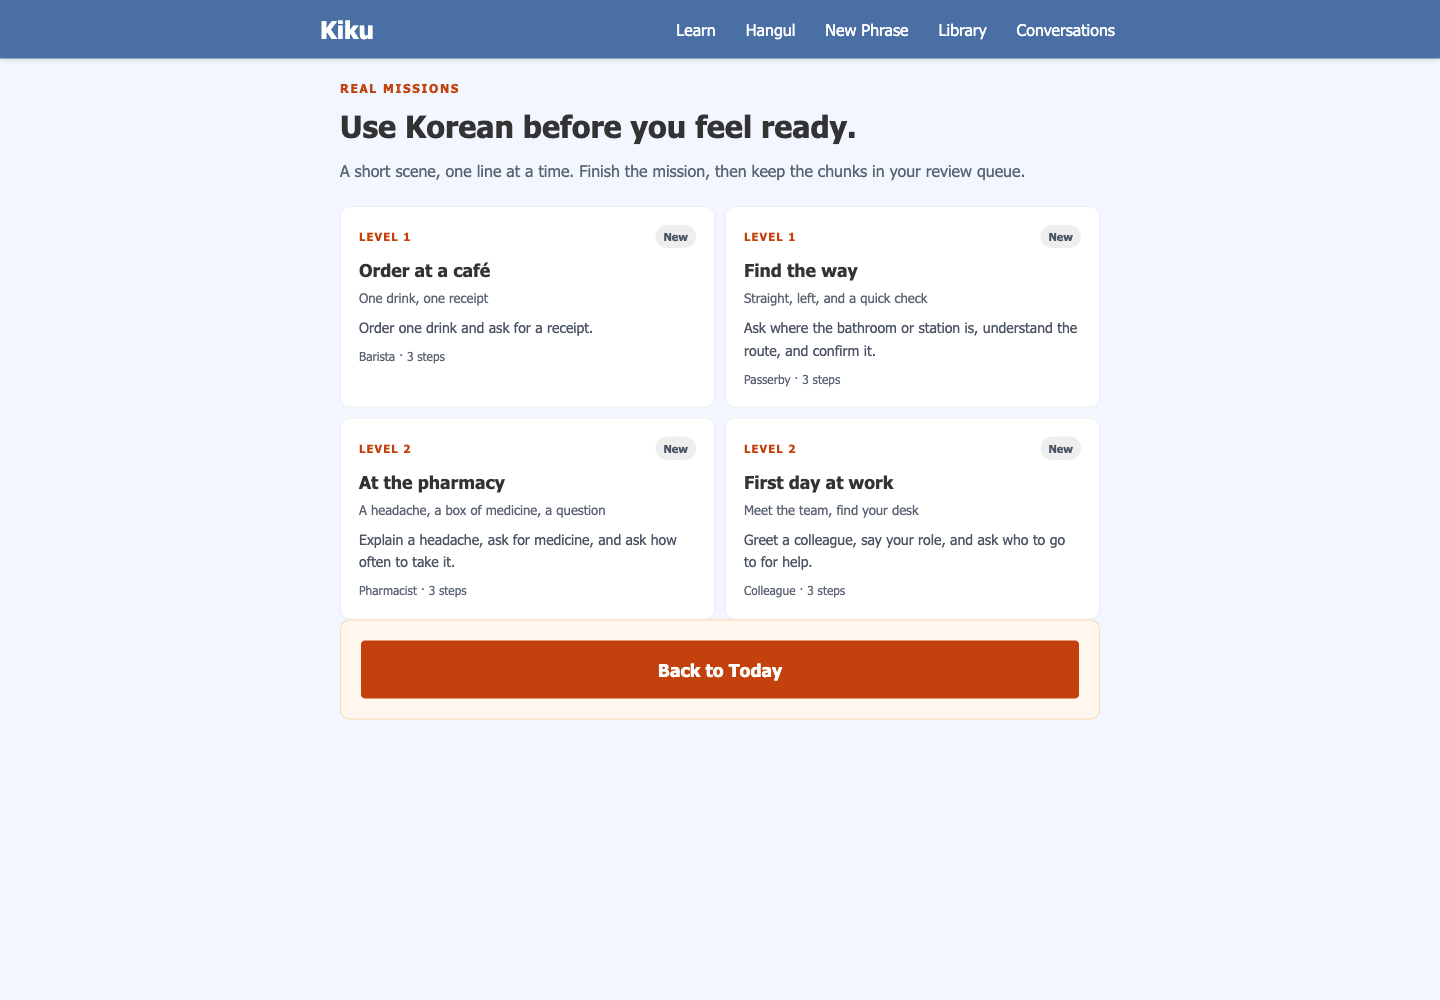 Kiku
Learn Hangul New Phrase Library Conversations
REAL MISSIONS
Use Korean before you feel ready.
A short scene, one line at a time. Finish the mission, then keep the chunks in your review queue.
LEVEL 1
New
Order at a café
One drink, one receipt
Order one drink and ask for a receipt.
Barista · 3 steps
LEVEL 1
New
Find the way
Straight, left, and a quick check
Ask where the bathroom or station is, understand the
route, and confirm it.
Passerby · 3 steps
LEVEL 2
New
At the pharmacy
A headache, a box of medicine, a question
Explain a headache, ask for medicine, and ask how
often to take it.
Pharmacist · 3 steps
LEVEL 2
New
First day at work
Meet the team, find your desk
Greet a colleague, say your role, and ask who to go
to for help.
Colleague · 3 steps
Back to Today